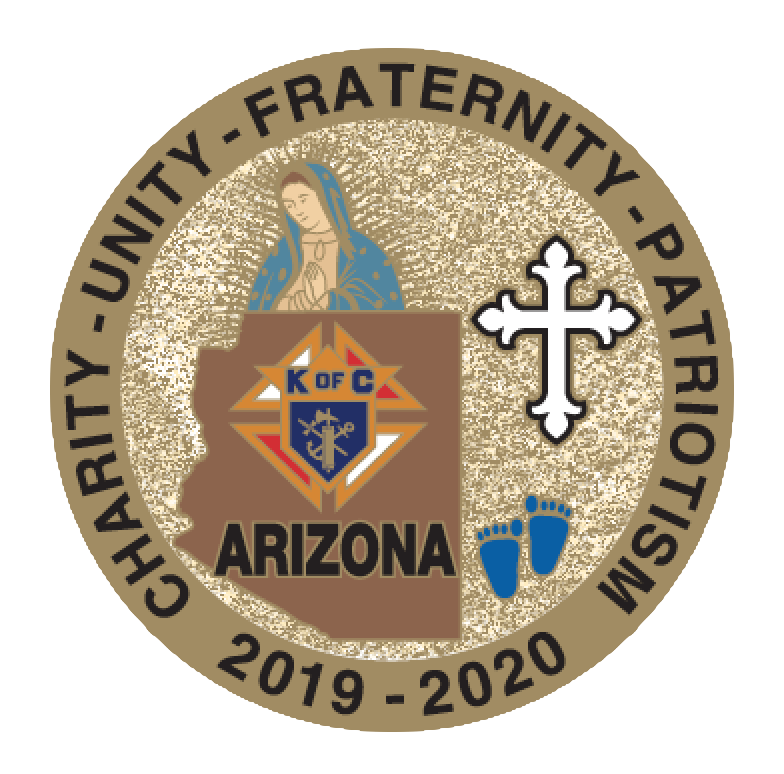 CHARITY - UNITY - FRATERNITY - PATRIOTISM
K OF C
ARIZONA
2019 - 2020